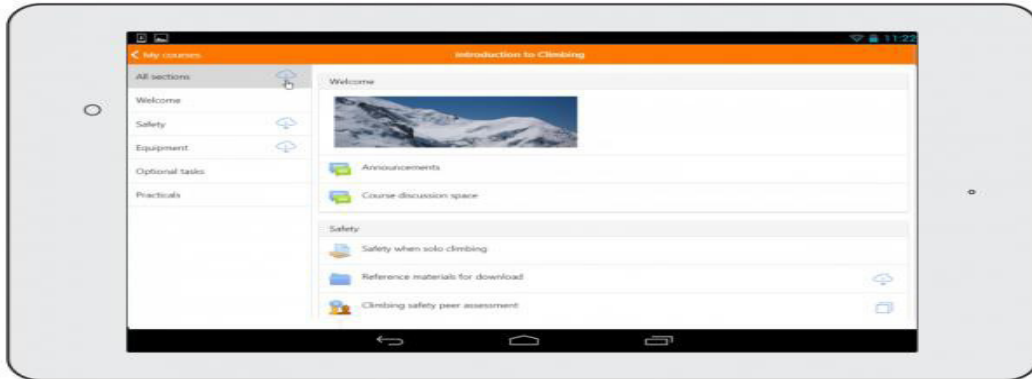 11:22
My courses
Introduction to Climbing
All sections
Welcome
Safety
Equipment
Optional tasks
Practicals
Welcome
Announcements
Course discussion space
Safety
Safety when solo climbing
Reference materials for download
Climbing safety peer assessment